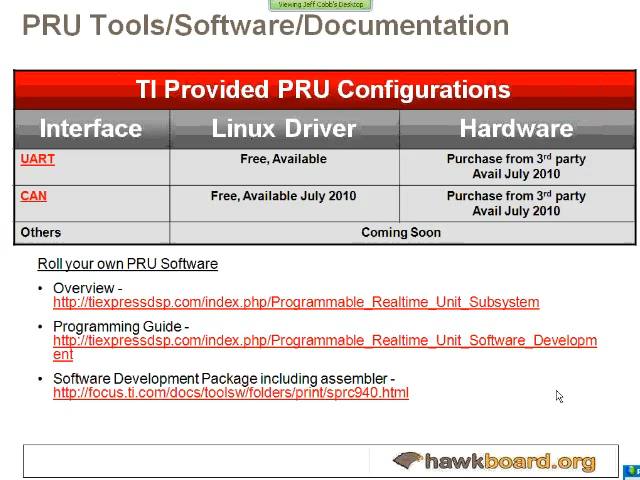 Viewing Jeff Cobb's Desktop
PRU Tools/Software/Documentation
TI Provided PRU Configurations
Interface Linux Driver Hardware
UART Free, Available Purchase from 3rd party
Avail July 2010
CAN Free, Available July 2010 Purchase from 3rd party
Avail July 2010
Others Coming Soon
Roll your own PRU Software
• Overview -
http://tiexpressdsp.com/index.php/Programmable_Realtime_Unit_Subsystem
• Programming Guide -
http://tiexpressdsp.com/index.php/Programmable_Realtime_Unit_Software_Developm
ent
• Software Development Package including assembler -
http://focus.ti.com/docs/toolsw/folders/print/sprc940.html
hawkboard.org